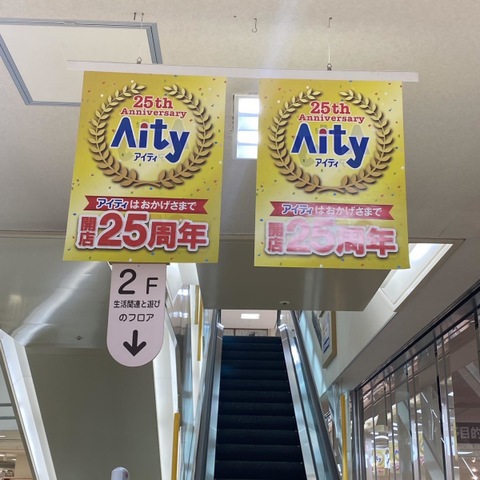 25th
Anniversary
Aity
アイティ
アイティはおかげさまで
開店25周年
25th
Anniversary
Aity
アイティ
アイティはおかげさまで
開店25周年
2F
生活関連と遊び
のフロア
↓